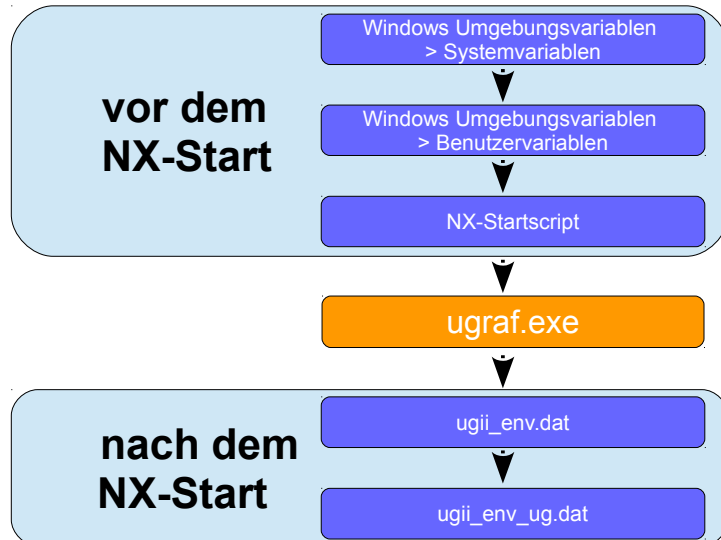 Windows Umgebungsvariablen
> Systemvariablen
vor dem
NX-Start
Windows Umgebungsvariablen
> Benutzervariablen
NX-Startscript
ugraf.exe
nach dem
NX-Start
ugii_env.dat
ugii_env_ug.dat